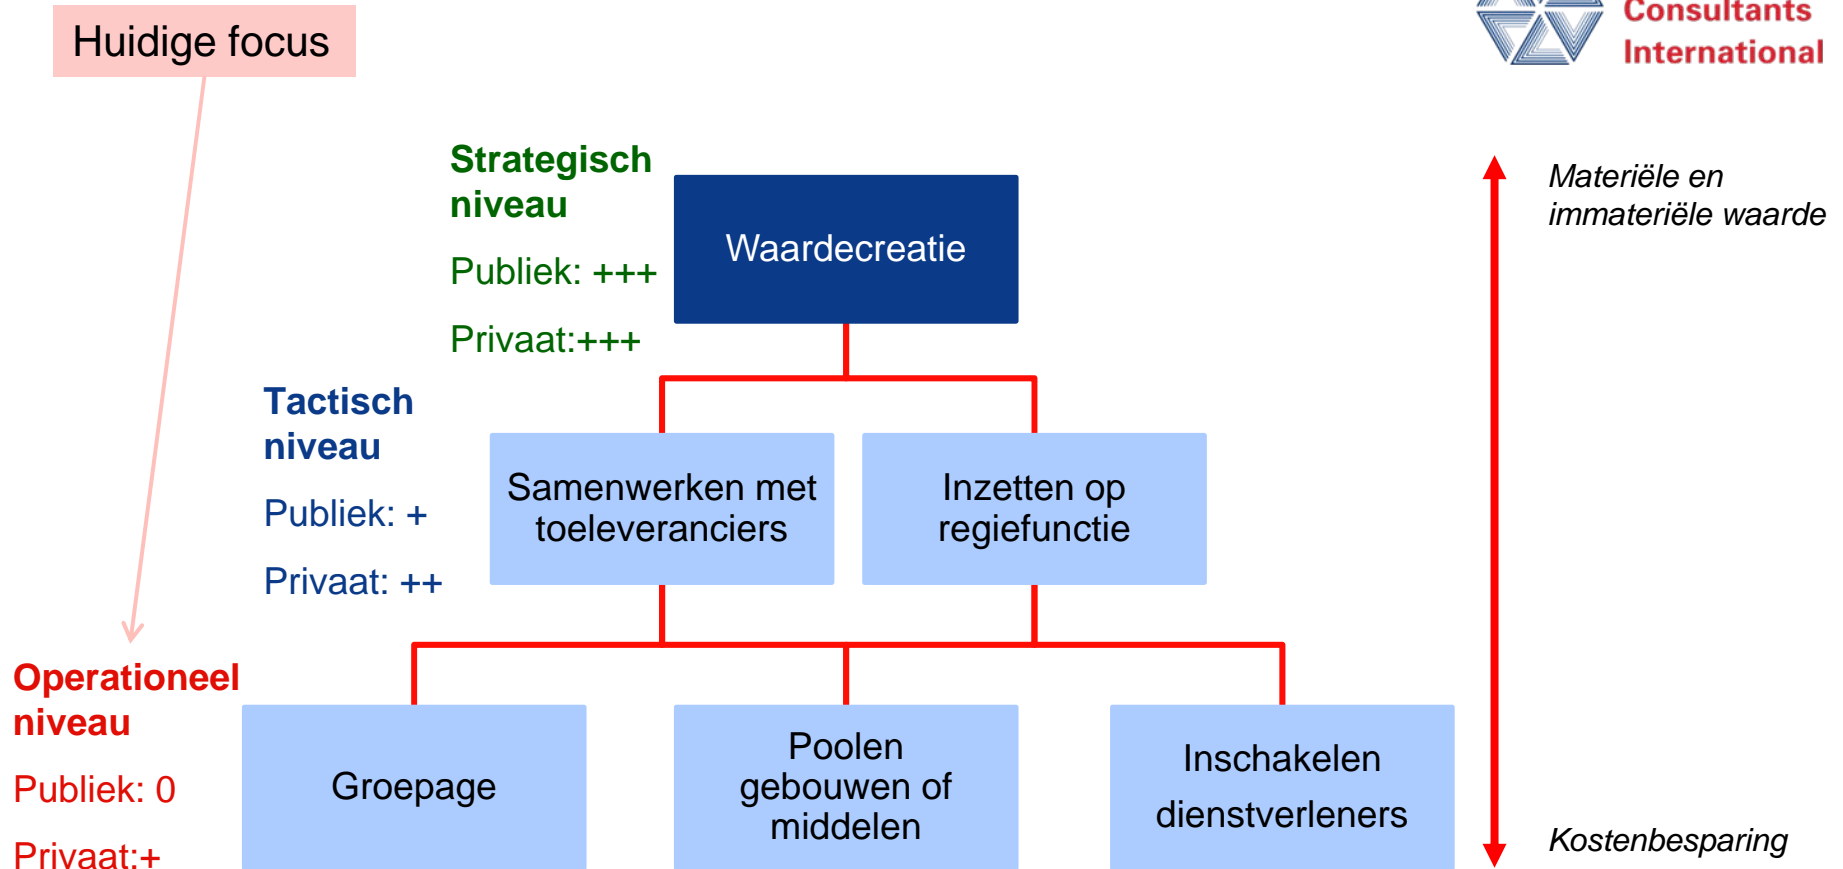 Consultants
International
Huidige focus
Strategisch
niveau
Publiek: +++
Privaat:+++
Waardecreatie
Materiële en
immateriële waarde
Tactisch
niveau
Publiek: +
Privaat: ++
Samenwerken met
toeleveranciers
Inzetten op
regiefunctie
Operationeel
niveau
Publiek: 0
Privaat:+
Groepage
Poolen
gebouwen of
middelen
Inschakelen
dienstverleners
Kostenbesparing